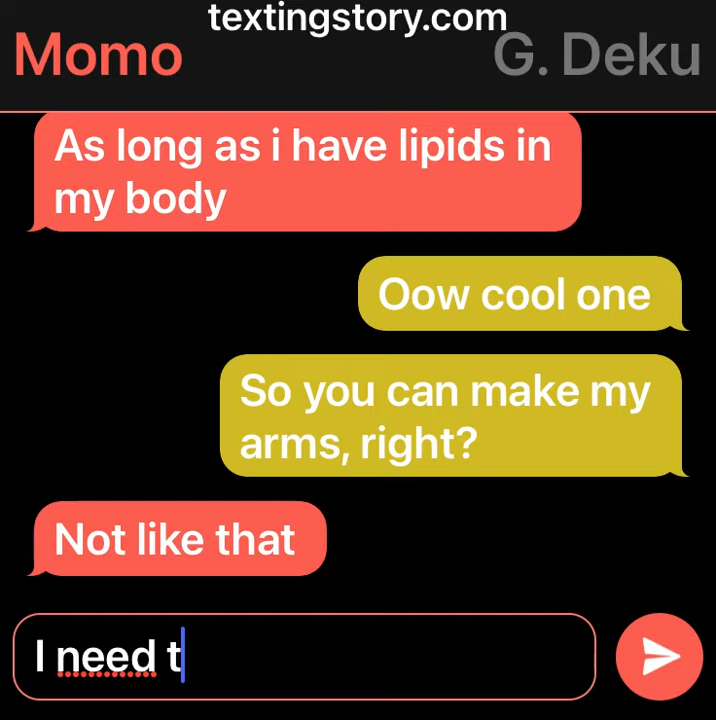 textingstory.com
Momo
G. Deku
As long as i have lipids in
my body
Oow cool one
So you can make my
arms, right?
Not like that
I need t